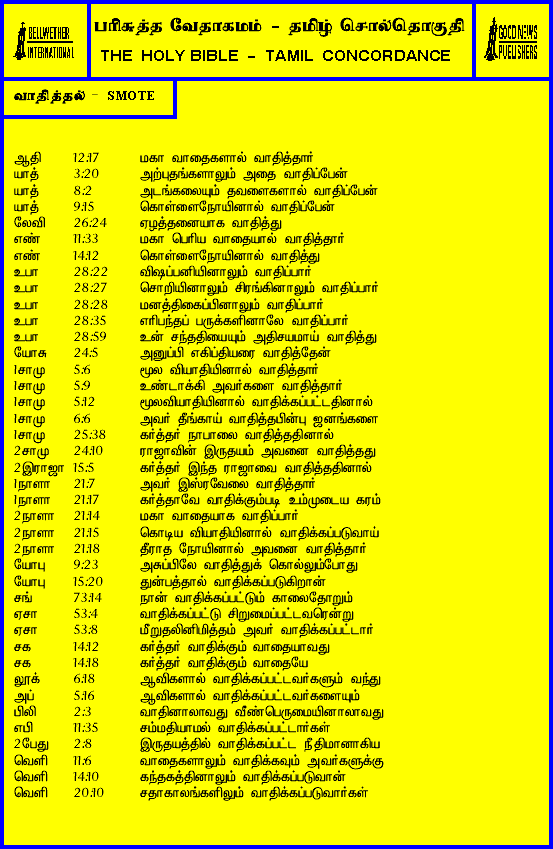 BELLWETHER
INTERNATIONAL
பரிசுத்த வேதாகமம் – தமிழ் சொல்தொகுதி
THE HOLY BIBLE – TAMIL CONCORDANCE
GOOD NEWS
PUBLISHERS
வாதித்தல் – SMOTE
ஆதி 12:17 மகா வாதைகளால் வாதித்தார்
யாத் 3:20 அற்புதங்களாலும் அதை வாதிப்பேன்
யாத் 8:2 அடங்கலையும் தவளைகளால் வாதிப்பேன்
யாத் 9:15 கொள்ளைநோயினால் வாதிப்பேன்
லேவி 26:24 ஏழத்தனையாக வாதித்து
எண் 11:33 மகா பெரிய வாதையால் வாதித்தார்
எண் 14:12 கொள்ளைநோயினால் வாதித்து
உபா 28:22 விஷப்பனியினாலும் வாதிப்பார்
உபா 28:27 சொறியினாலும் சிரங்கினாலும் வாதிப்பார்
உபா 28:28 மனத்திகைப்பினாலும் வாதிப்பார்
உபா 28:35 எரிபந்தப் பருக்களினாலே வாதிப்பார்
உபா 28:59 உன் சந்ததியையும் அதிசயமாய் வாதித்து
யோசு 24:5 அனுப்பி எகிப்தியரை வாதித்தேன்
1சாமு 5:6 மூல வியாதியினால் வாதித்தார்
1சாமு 5:9 உண்டாக்கி அவர்களை வாதித்தார்
1சாமு 5:12 மூலவியாதியினால் வாதிக்கப்பட்டதினால்
1சாமு 6:6 அவர் தீங்காய் வாதித்தபின்பு ஜனங்களை
1சாமு 25:38 கர்த்தர் நாபாலை வாதித்ததினால்
2சாமு 24:10 ராஜாவின் இருதயம் அவனை வாதித்தது
2இராஜா 15:5 கர்த்தர் இந்த ராஜாவை வாதித்ததினால்
1நாளா 21:7 அவர் இஸ்ரவேலை வாதித்தார்
1நாளா 21:17 கர்த்தாவே வாதிக்கும்படி உம்முடைய கரம்
2நாளா 21:14 மகா வாதையாக வாதிப்பார்
2நாளா 21:15 கொடிய வியாதியினால் வாதிக்கப்படுவாய்
2நாளா 21:18 தீராத நோயினால் அவனை வாதித்தார்
யோபு 9:23 அசுப்பிலே வாதித்துக் கொல்லும்போது
யோபு 15:20 துன்பத்தால் வாதிக்கப்படுகிறான்
சங் 73:14 நான் வாதிக்கப்பட்டும் காலைதோறும்
ஏசா 53:4 வாதிக்கப்பட்டு சிறுமைப்பட்டவரென்று
ஏசா 53:8 மீறுதலினிமித்தம் அவர் வாதிக்கப்பட்டார்
சக 14:12 கர்த்தர் வாதிக்கும் வாதையாவது
சக 14:18 கர்த்தர் வாதிக்கும் வாதையே
லூக் 6:18 ஆவிகளால் வாதிக்கப்பட்டவர்களும் வந்து
அப் 5:16 ஆவிகளால் வாதிக்கப்பட்டவர்களையும்
பிலி 2:3 வாதினாலாவது வீண்பெருமையினாலாவது
எபி 11:35 சம்மதியாமல் வாதிக்கப்பட்டார்கள்
2பேது 2:8 இருதயத்தில் வாதிக்கப்பட்ட நீதிமானாகிய
வெளி 11:6 வாதைகளாலும் வாதிக்கவும் அவர்களுக்கு
வெளி 14:10 கந்தகத்தினாலும் வாதிக்கப்படுவான்
வெளி 20:10 சதாகாலங்களிலும் வாதிக்கப்படுவார்கள்